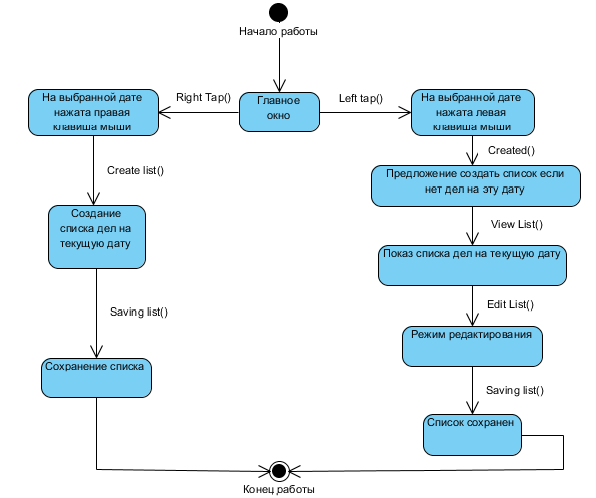 Начало работы
Right Tap()
Главное
окно
Left tap()
На выбранной дате
нажата правая
клавиша мыши
На выбранной дате
нажата левая
клавиша мыши
Create list()
Created()
Предложение создать список если
нет дел на эту дату
Создание
списка дел на
текущую дату
View List()
Показ списка дел на текущую дату
Saving list()
Edit List()
Режим редактирования
Сохранение списка
Saving list()
Список сохранен
Конец работы